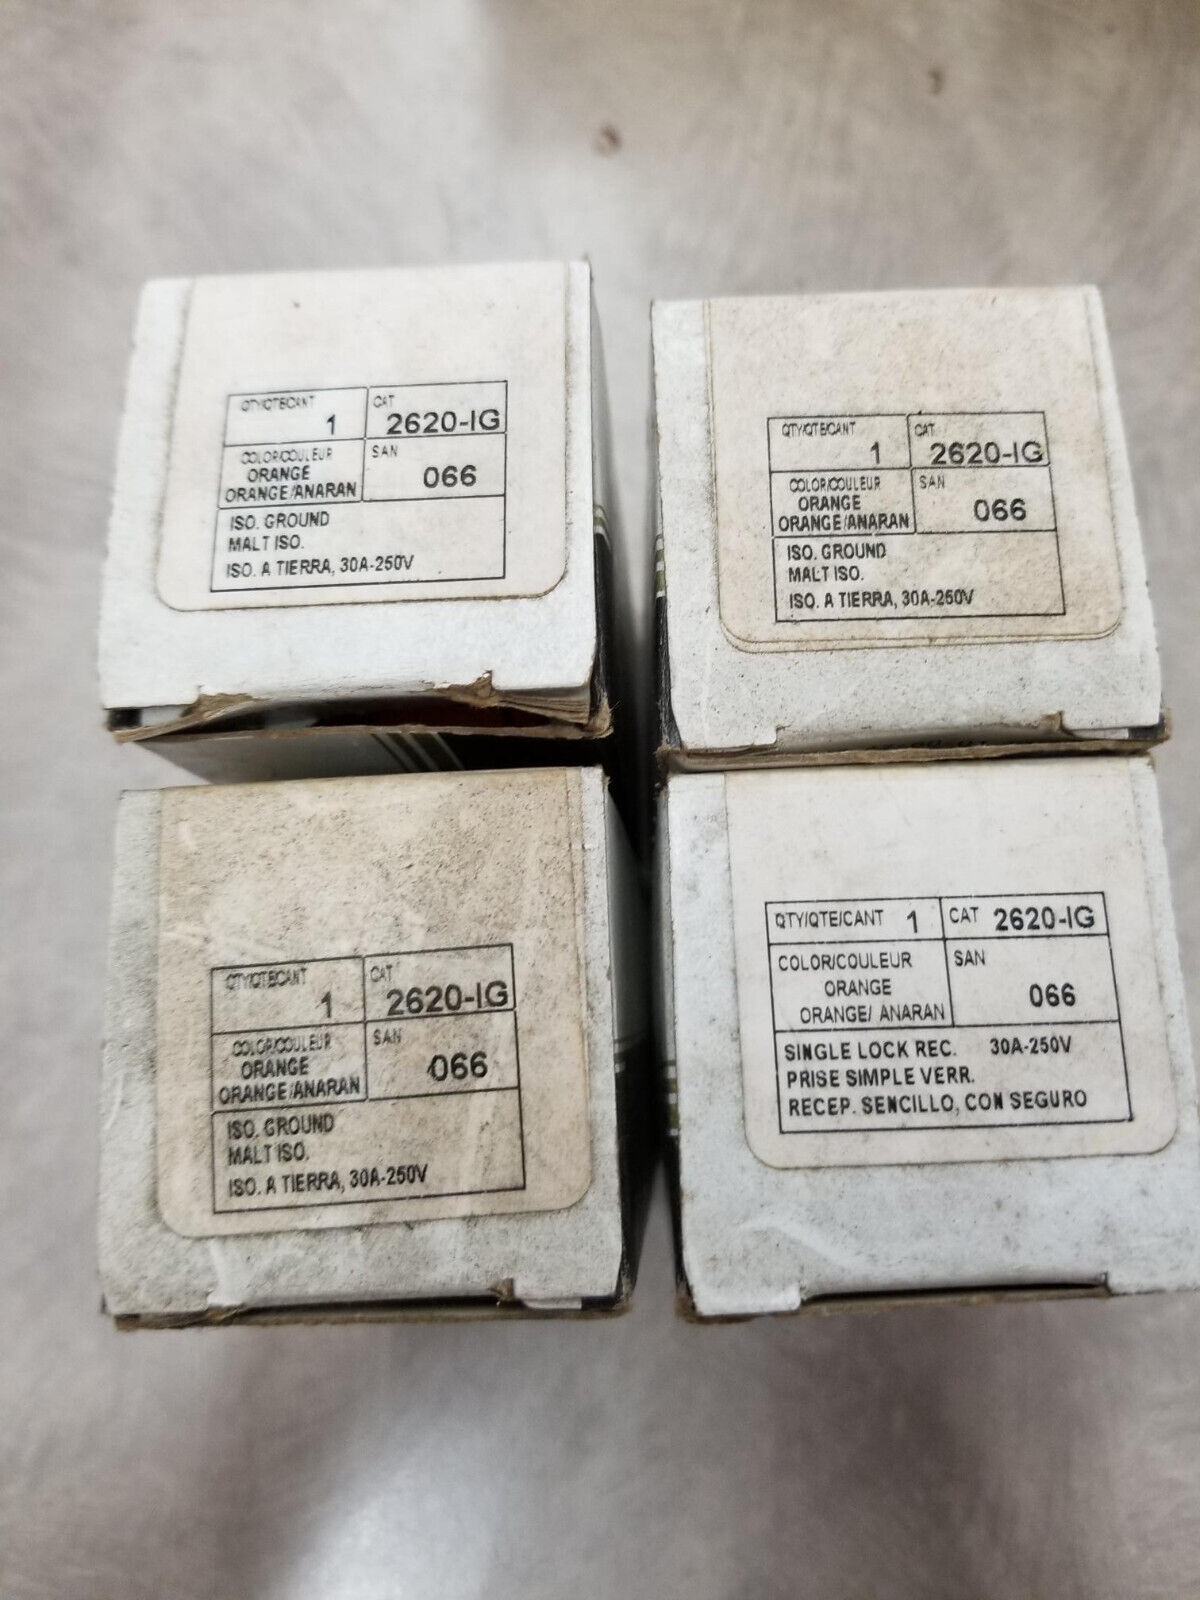 QTY/QTE/CANT 1 CAT 2620-IG
COLOR/COULEUR SAN
ORANGE 066
ORANGE/ANARAN
ISO. GROUND
MALT ISO.
ISO. A TIERRA, 30A-250V
QTY/QTE/CANT 1 CAT 2620-IG
COLOR/COULEUR SAN
ORANGE 066
ORANGE/ANARAN
ISO. GROUND
MALT ISO.
ISO. A TIERRA, 30A-250V
QTY/QTE/CANT 1 CAT 2620-IG
COLOR/COULEUR SAN
ORANGE 066
ORANGE/ANARAN
ISO. GROUND
MALT ISO.
ISO. A TIERRA, 30A-250V
QTY/QTE/CANT 1 CAT 2620-IG
COLOR/COULEUR SAN
ORANGE 066
ORANGE/ ANARAN
SINGLE LOCK REC. 30A-250V
PRISE SIMPLE VERR.
RECEP. SENCILLO, CON SEGURO